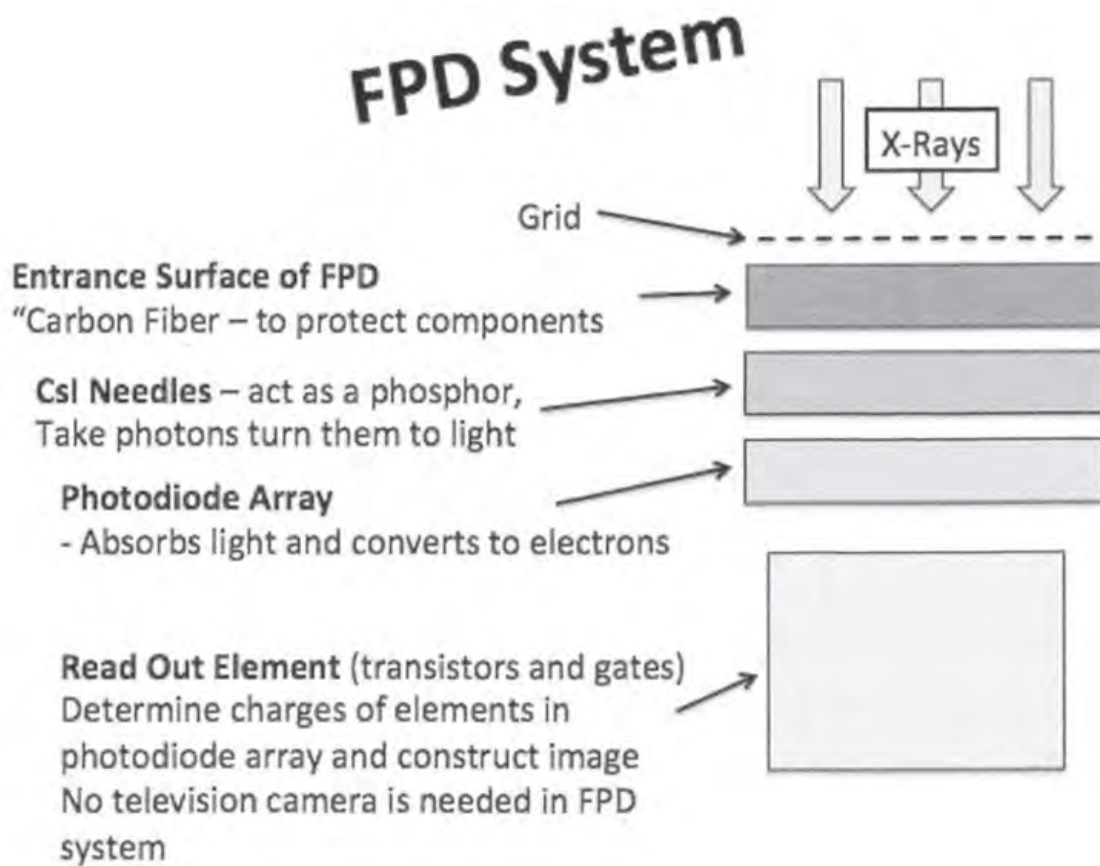 FPD System
X-Rays
Grid
Entrance Surface of FPD
“Carbon Fiber – to protect components
CsI Needles – act as a phosphor,
Take photons turn them to light
Photodiode Array
- Absorbs light and converts to electrons
Read Out Element (transistors and gates)
Determine charges of elements in
photodiode array and construct image
No television camera is needed in FPD
system